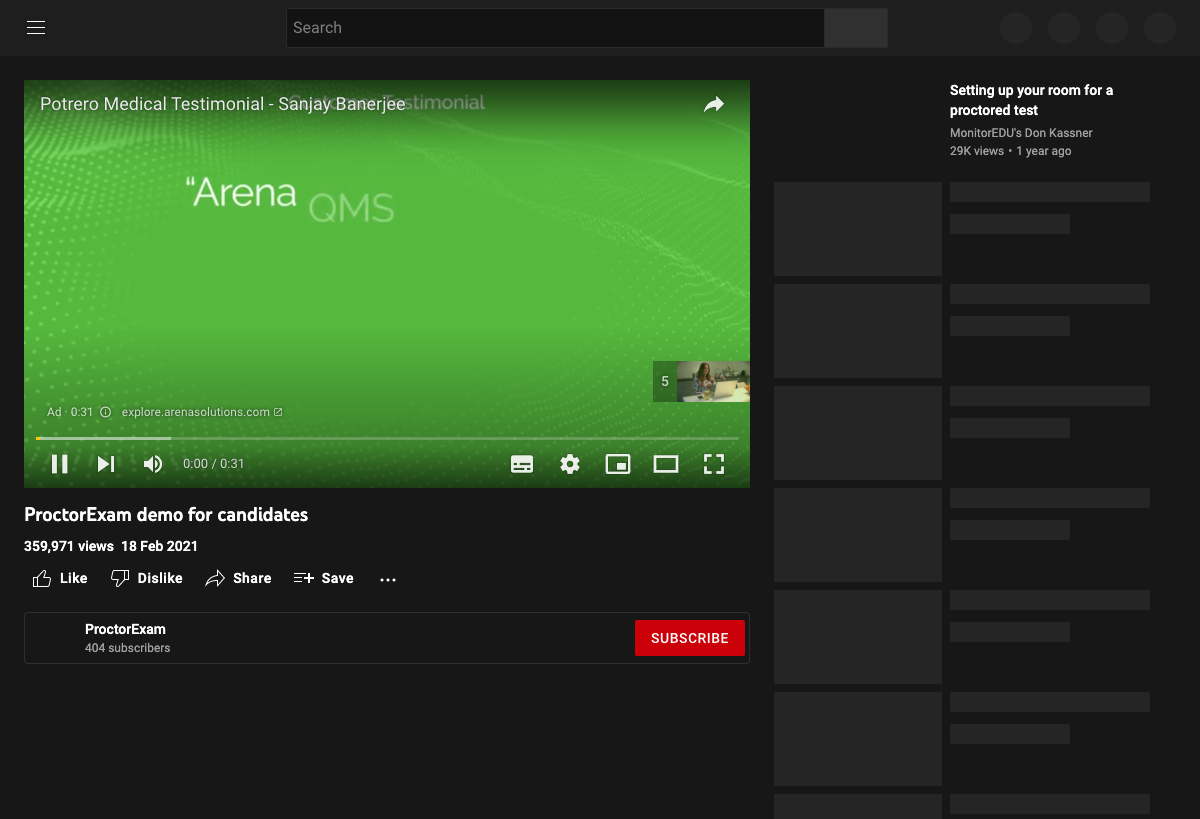 Search
Potrero Medical Testimonial - Sanjay Banerjee
Customer Testimonial
“Arena QMS
5
Ad · 0:31 explore.arenasolutions.com
0:00 / 0:31
ProctorExam demo for candidates
359,971 views 18 Feb 2021
Like Dislike Share Save
ProctorExam
404 subscribers
SUBSCRIBE
Setting up your room for a
proctored test
MonitorEDU's Don Kassner
29K views • 1 year ago